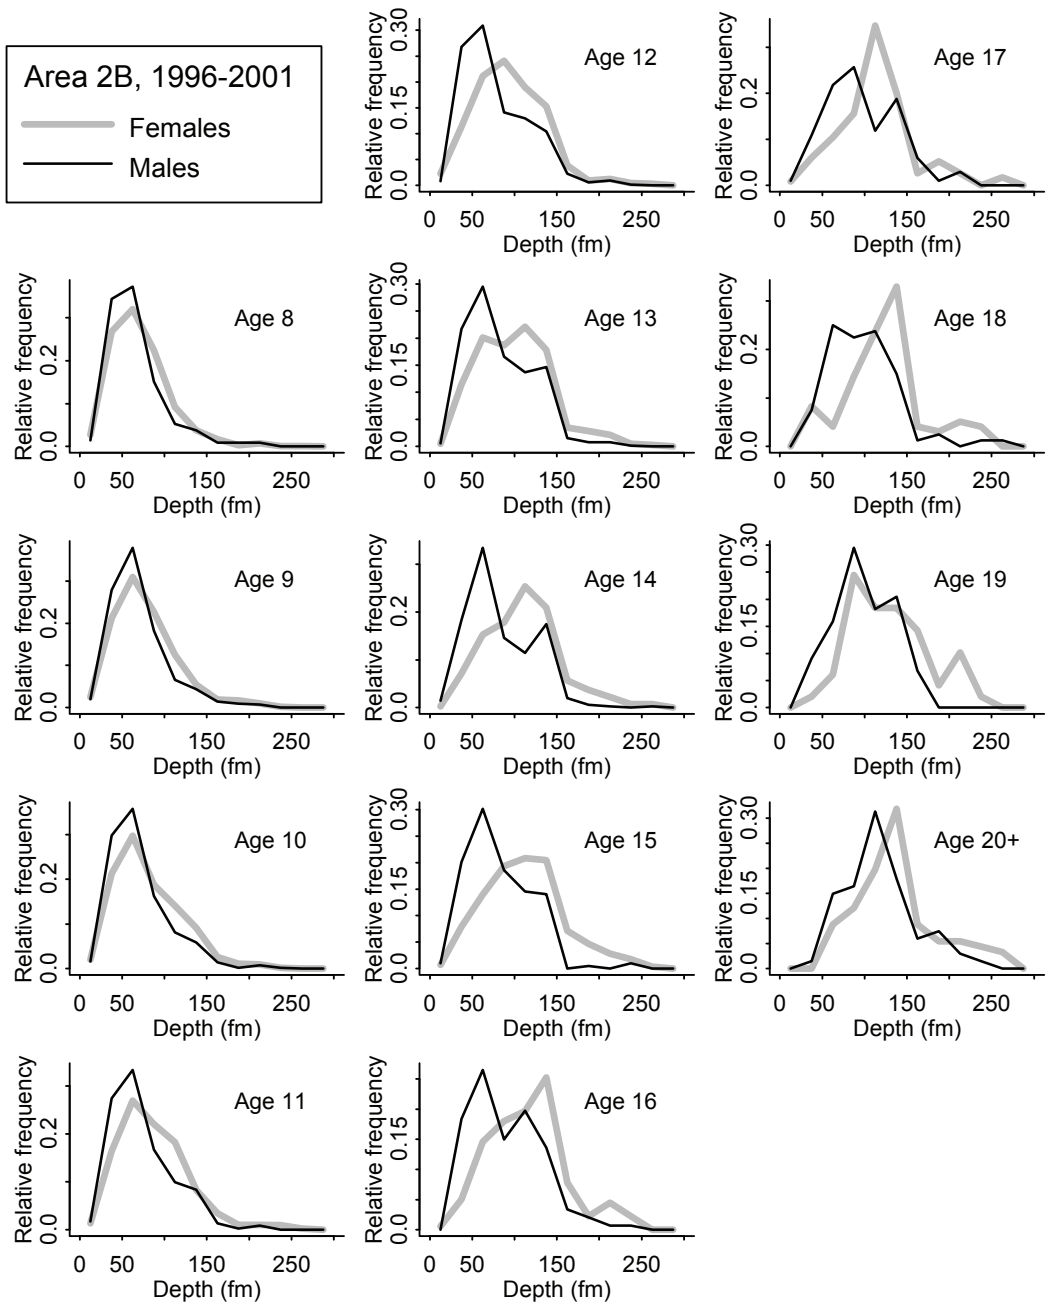 Area 2B, 1996-2001
Females
Males
Relative frequency
0.0 0.15 0.30
Age 12
0 50 150 250
Depth (fm)
Relative frequency
0.0 0.2
Age 17
0 50 150 250
Depth (fm)
Relative frequency
0.0 0.2
Age 8
0 50 150 250
Depth (fm)
Relative frequency
0.0 0.15 0.30
Age 13
0 50 150 250
Depth (fm)
Relative frequency
0.0 0.2
Age 18
0 50 150 250
Depth (fm)
Relative frequency
0.0 0.2
Age 9
0 50 150 250
Depth (fm)
Relative frequency
0.0 0.2
Age 14
0 50 150 250
Depth (fm)
Relative frequency
0.0 0.15 0.30
Age 19
0 50 150 250
Depth (fm)
Relative frequency
0.0 0.2
Age 10
0 50 150 250
Depth (fm)
Relative frequency
0.0 0.15 0.30
Age 15
0 50 150 250
Depth (fm)
Relative frequency
0.0 0.15 0.30
Age 20+
0 50 150 250
Depth (fm)
Relative frequency
0.0 0.2
Age 11
0 50 150 250
Depth (fm)
Relative frequency
0.0 0.15
Age 16
0 50 150 250
Depth (fm)